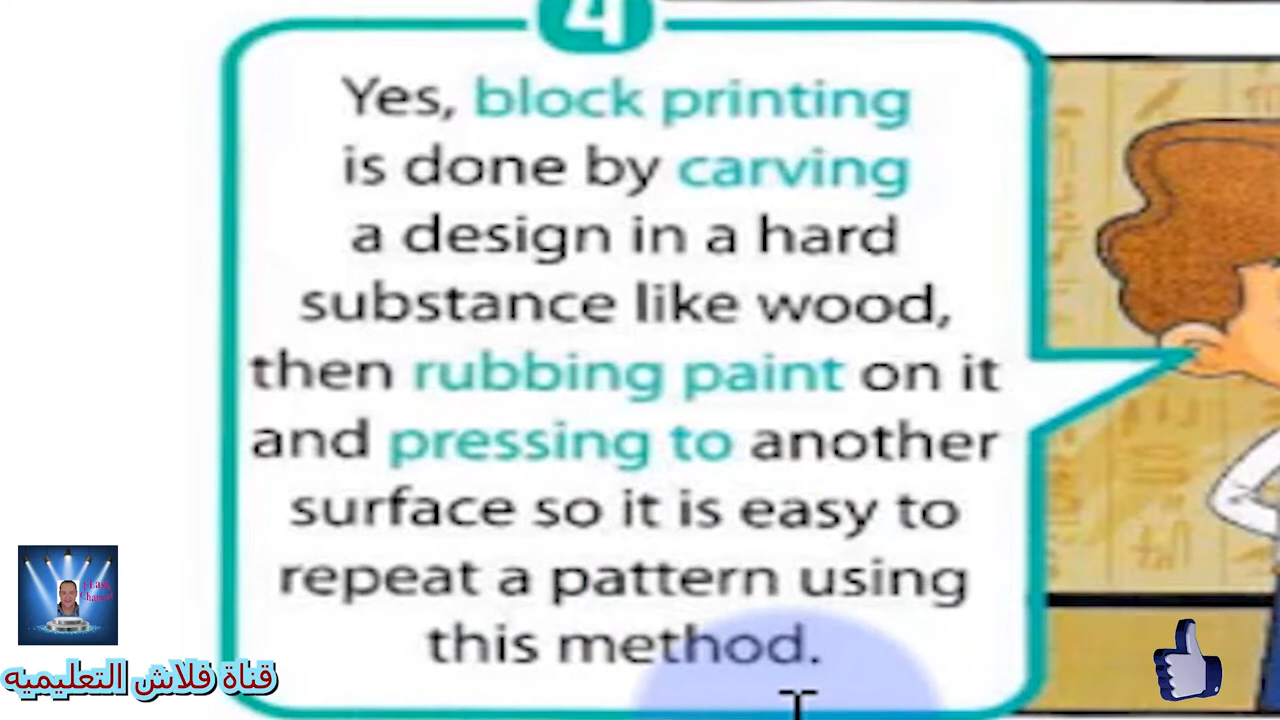 4
Yes, block printing
is done by carving
a design in a hard
substance like wood,
then rubbing paint on it
and pressing to another
surface so it is easy to
repeat a pattern using
this method.
قناة فلاش التعليميه